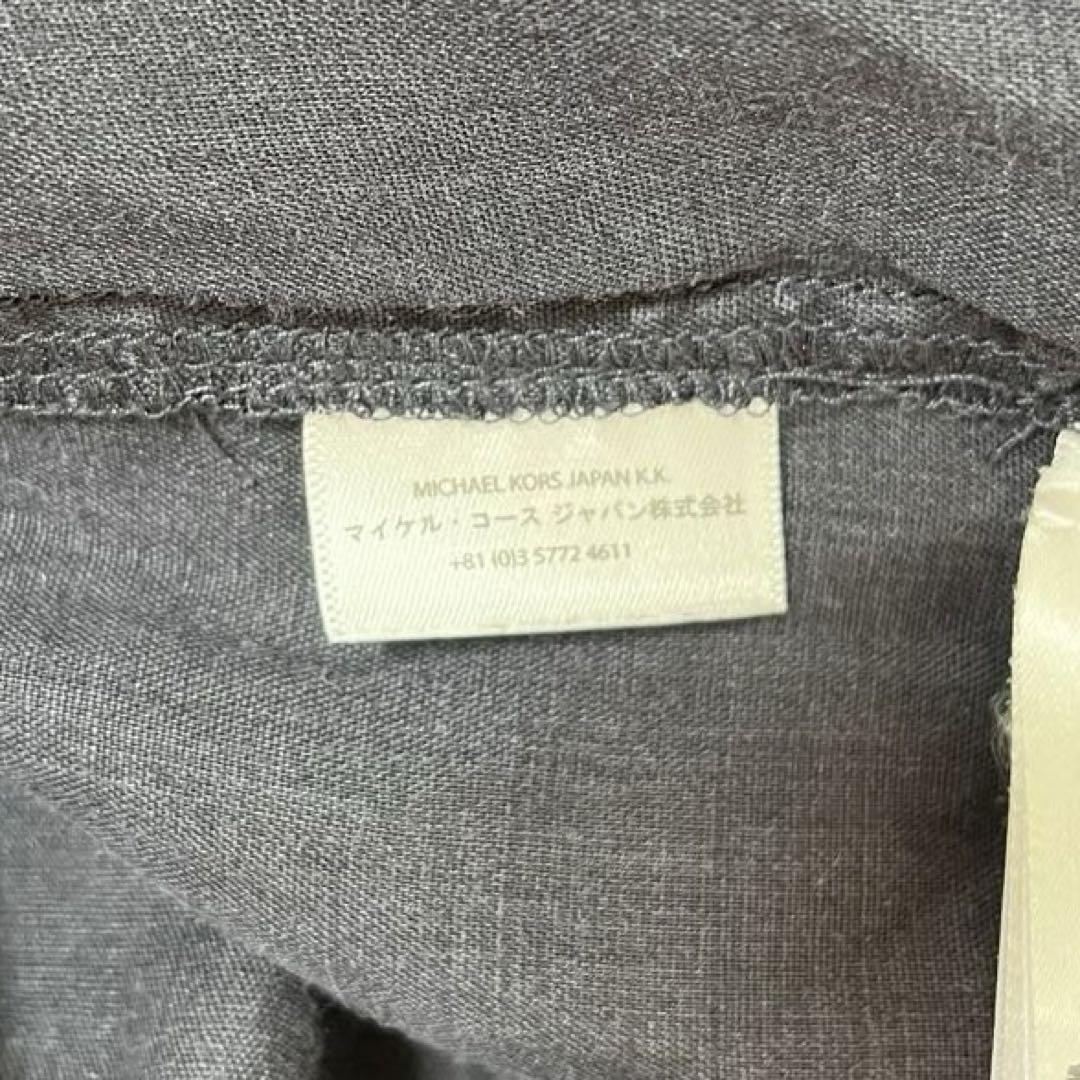 MICHAEL KORS JAPAN K.K.
マイケル・コース ジャパン株式会社
+81 (0)3 5772 4611